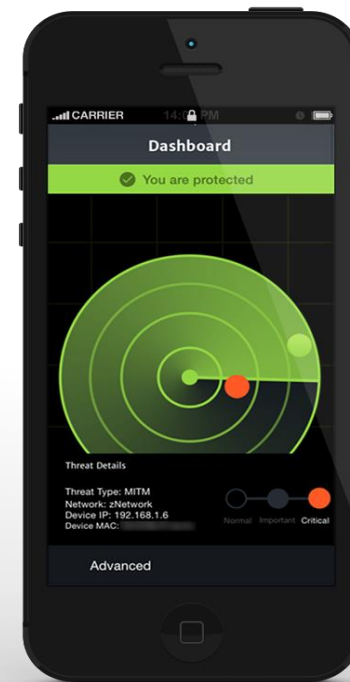 CARRIER
Dashboard
You are protected
Threat Details
Threat Type: MITM
Network: zNetwork
Device IP: 192.168.1.6
Device MAC:
Normal Important Critical
Advanced